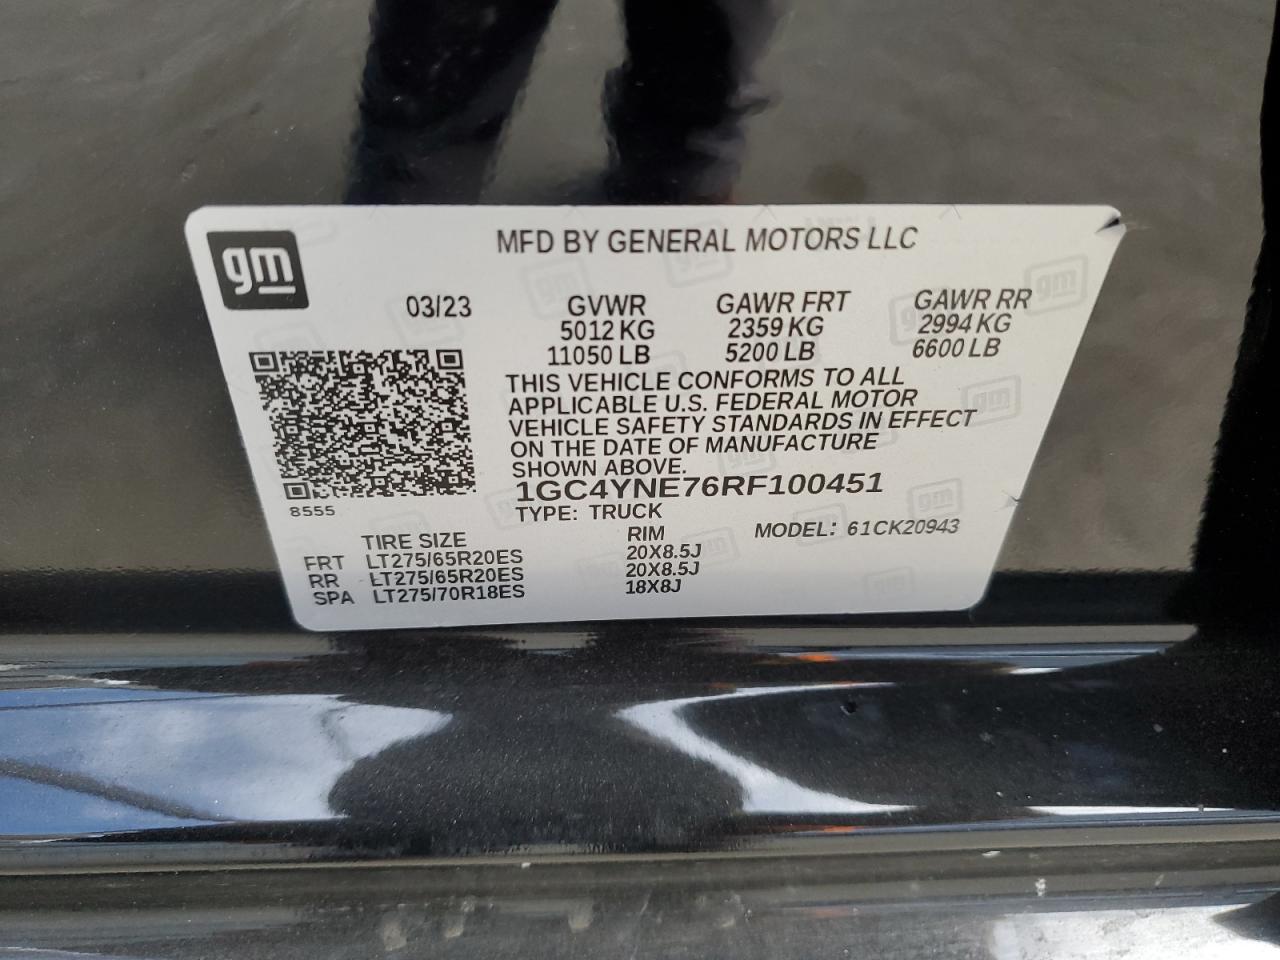 gm
MFD BY GENERAL MOTORS LLC
03/23 GVWR GAWR FRT GAWR RR
5012 KG 2359 KG 2994 KG
11050 LB 5200 LB 6600 LB
THIS VEHICLE CONFORMS TO ALL
APPLICABLE U.S. FEDERAL MOTOR
VEHICLE SAFETY STANDARDS IN EFFECT
ON THE DATE OF MANUFACTURE
SHOWN ABOVE.
1GC4YNE76RF100451
8555
TYPE: TRUCK
MODEL: 61CK20943
TIRE SIZE RIM
FRT LT275/65R20ES 20X8.5J
RR LT275/65R20ES 20X8.5J
SPA LT275/70R18ES 18X8J